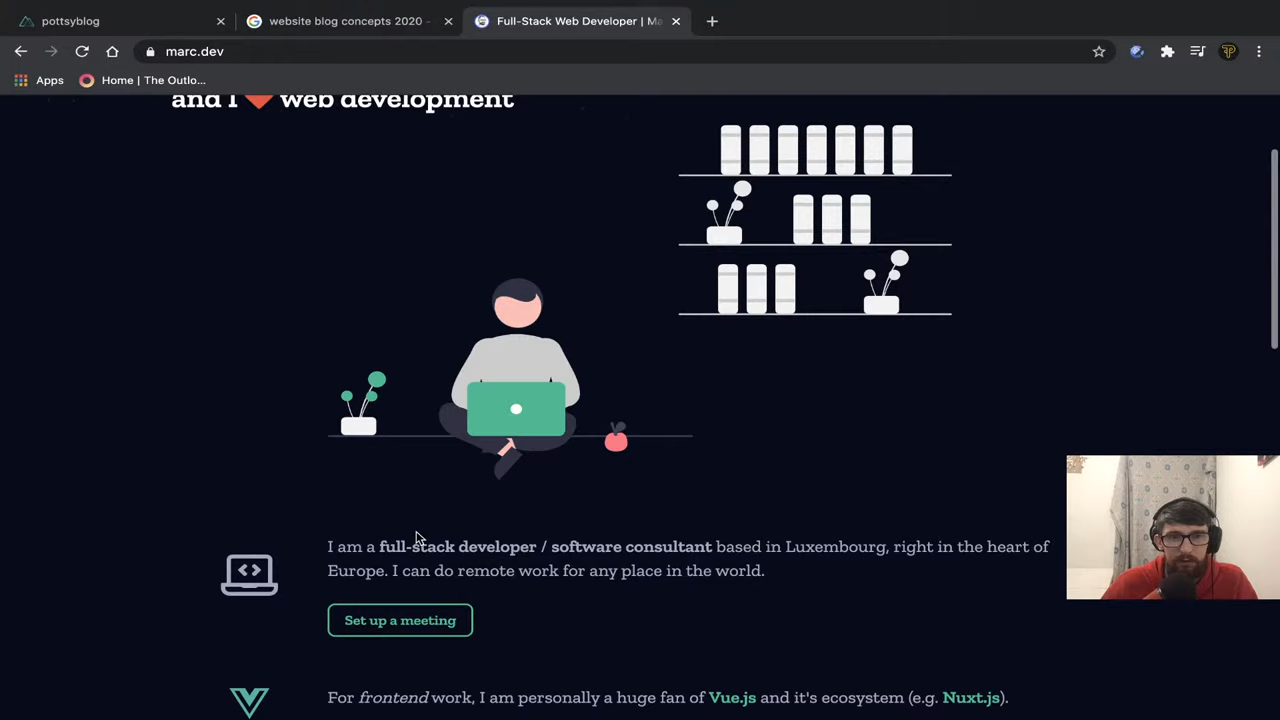 pottsyblog
website blog concepts 2020 -
Full-Stack Web Developer | Ma
marc.dev
Apps
Home | The Outlo...
and I ❤ web development
I am a full-stack developer / software consultant based in Luxembourg, right in the heart of
Europe. I can do remote work for any place in the world.
Set up a meeting
For frontend work, I am personally a huge fan of Vue.js and it's ecosystem (e.g. Nuxt.js).